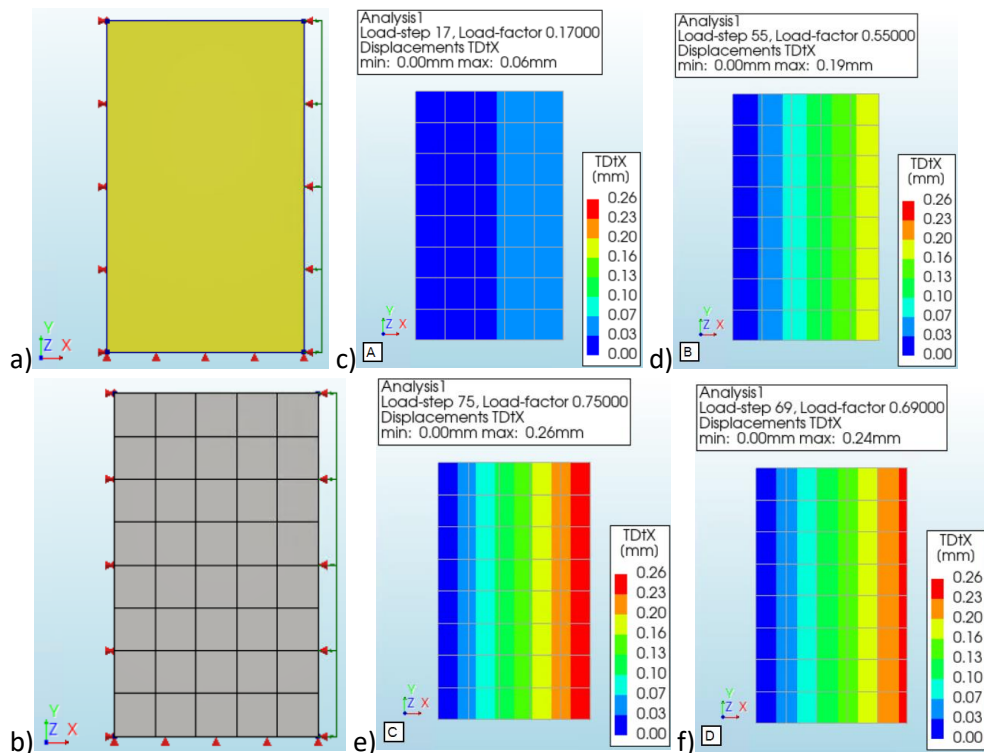 Y
Z X
a)
Analysis1
Load-step 17, Load-factor 0.17000
Displacements TDtX
min: 0.00mm max: 0.06mm
TDtX
(mm)
0.26
0.23
0.20
0.16
0.13
0.10
0.07
0.03
0.00
Y
Z X
c) A
Analysis1
Load-step 55, Load-factor 0.55000
Displacements TDtX
min: 0.00mm max: 0.19mm
TDtX
(mm)
0.26
0.23
0.20
0.16
0.13
0.10
0.07
0.03
0.00
Y
Z X
d) B
Y
Z X
b)
Analysis1
Load-step 75, Load-factor 0.75000
Displacements TDtX
min: 0.00mm max: 0.26mm
TDtX
(mm)
0.26
0.23
0.20
0.16
0.13
0.10
0.07
0.03
0.00
Y
Z X
e) C
Analysis1
Load-step 69, Load-factor 0.69000
Displacements TDtX
min: 0.00mm max: 0.24mm
TDtX
(mm)
0.26
0.23
0.20
0.16
0.13
0.10
0.07
0.03
0.00
Y
Z X
f) D